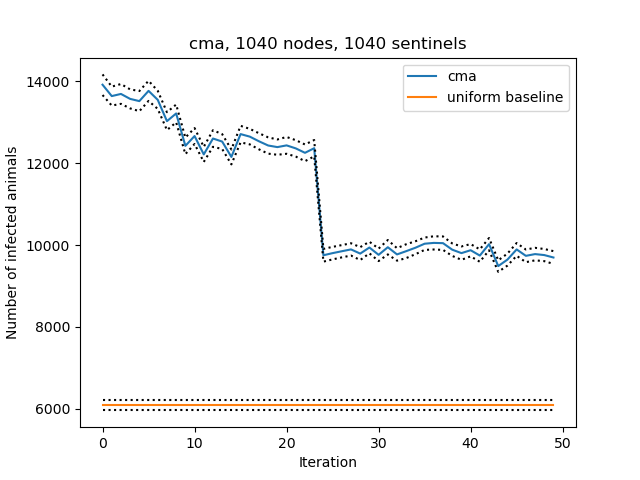 cma, 1040 nodes, 1040 sentinels
cma
uniform baseline
Number of infected animals
14000
12000
10000
8000
6000
0 10 20 30 40 50
Iteration